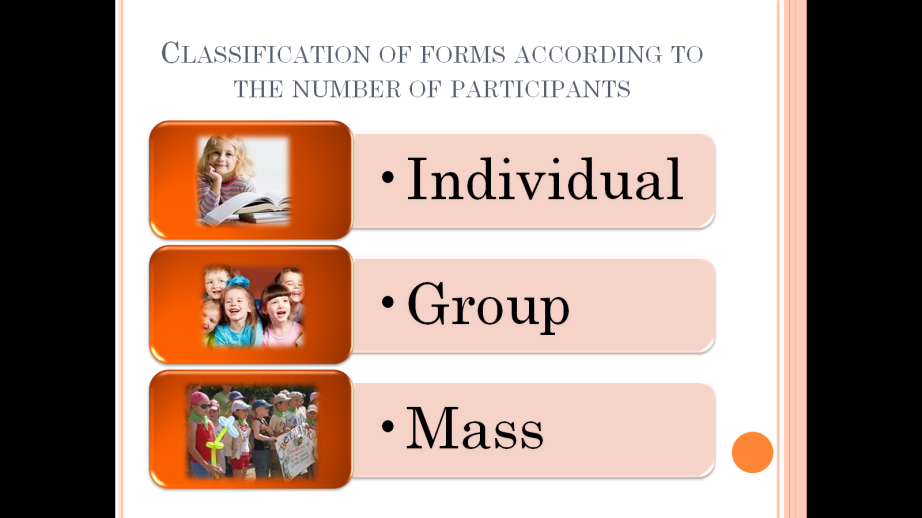 Classification of forms according to
the number of participants
• Individual
• Group
• Mass